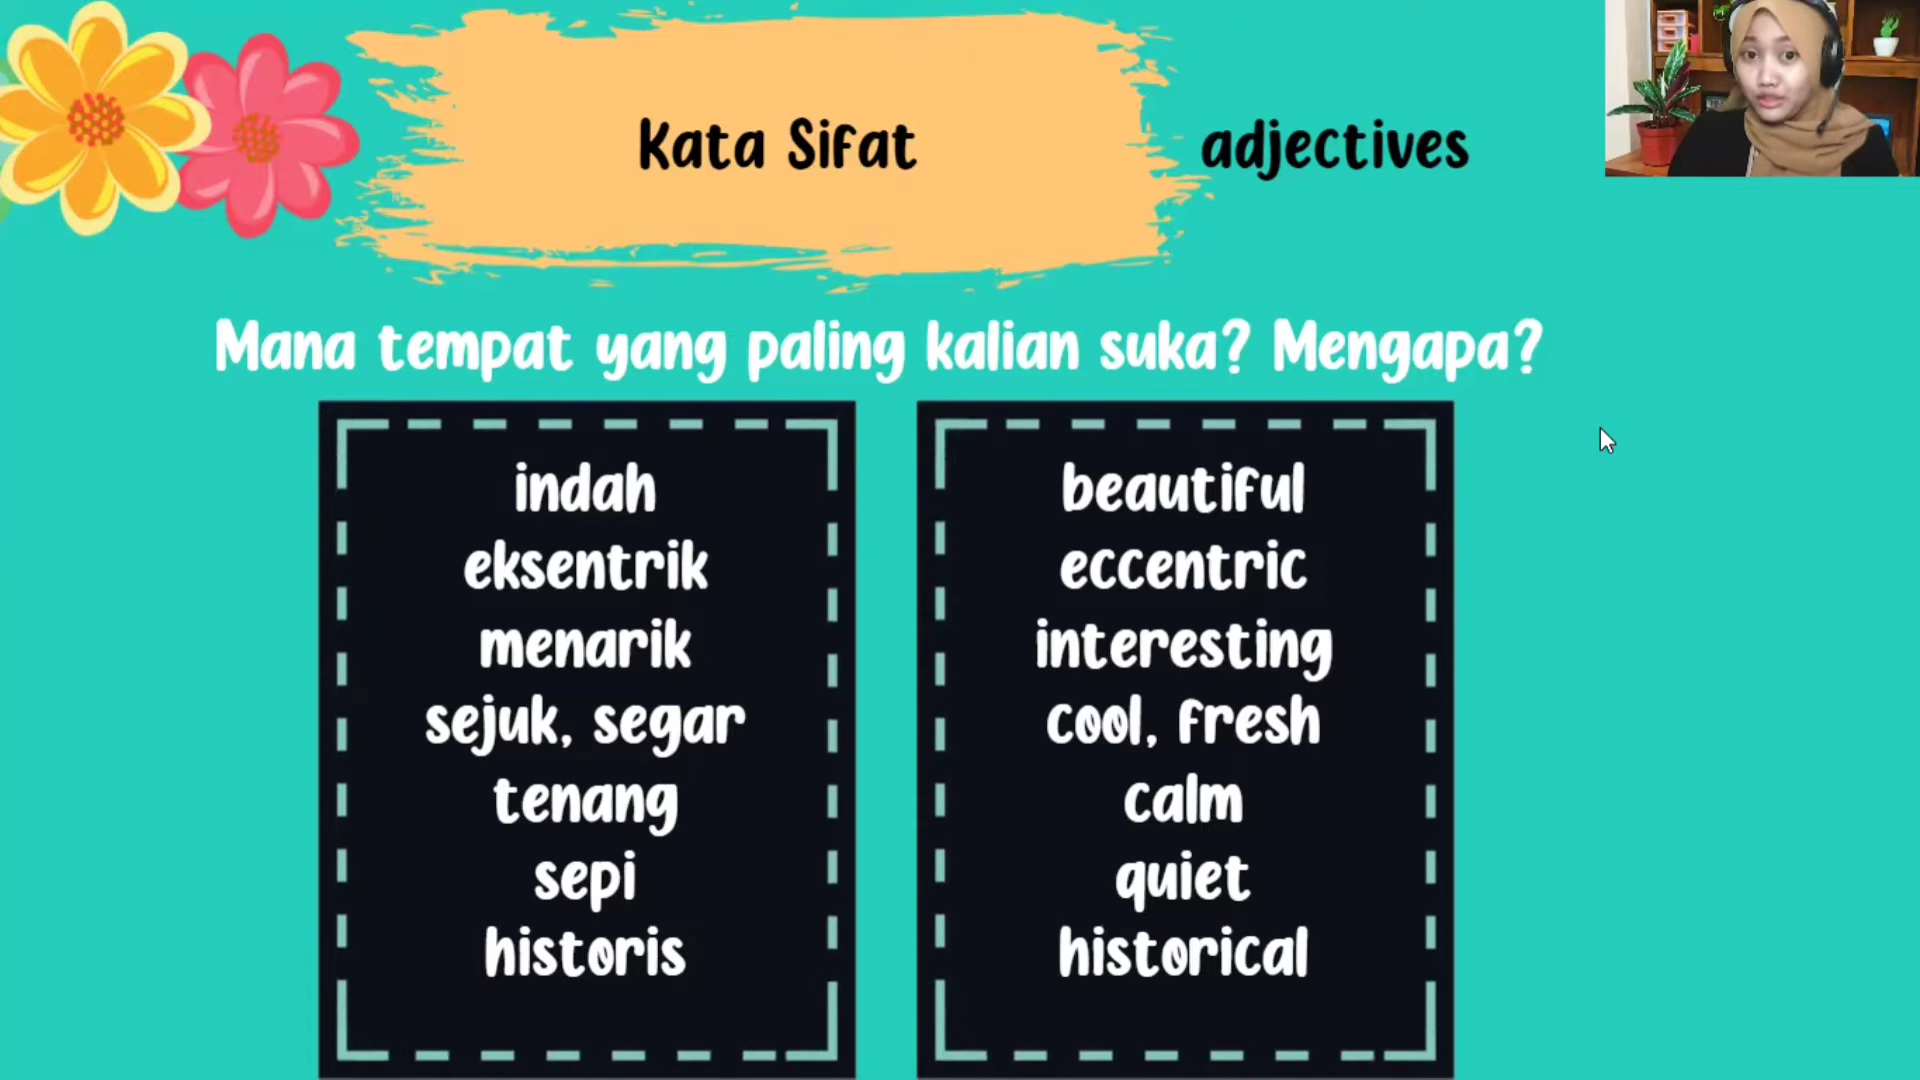 Kata Sifat
adjectives
Mana tempat yang paling kalian suka? Mengapa?
indah
eksentrik
menarik
sejuk, segar
tenang
sepi
historis
beautiful
eccentric
interesting
cool, fresh
calm
quiet
historical